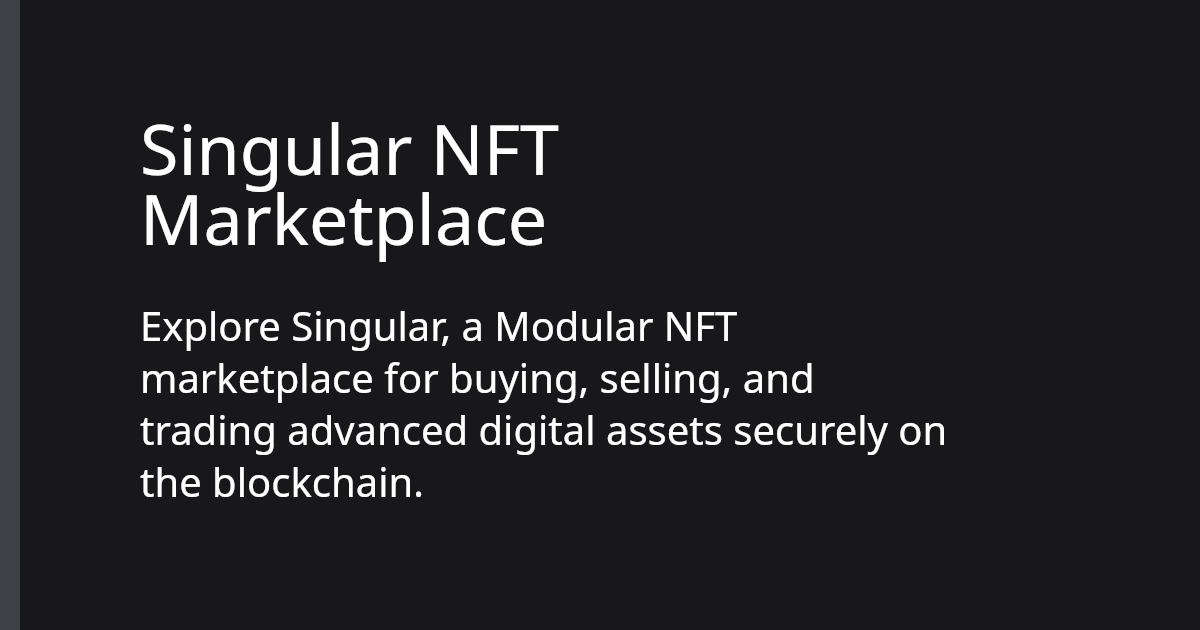 Singular NFT
Marketplace
Explore Singular, a Modular NFT
marketplace for buying, selling, and
trading advanced digital assets securely on
the blockchain.